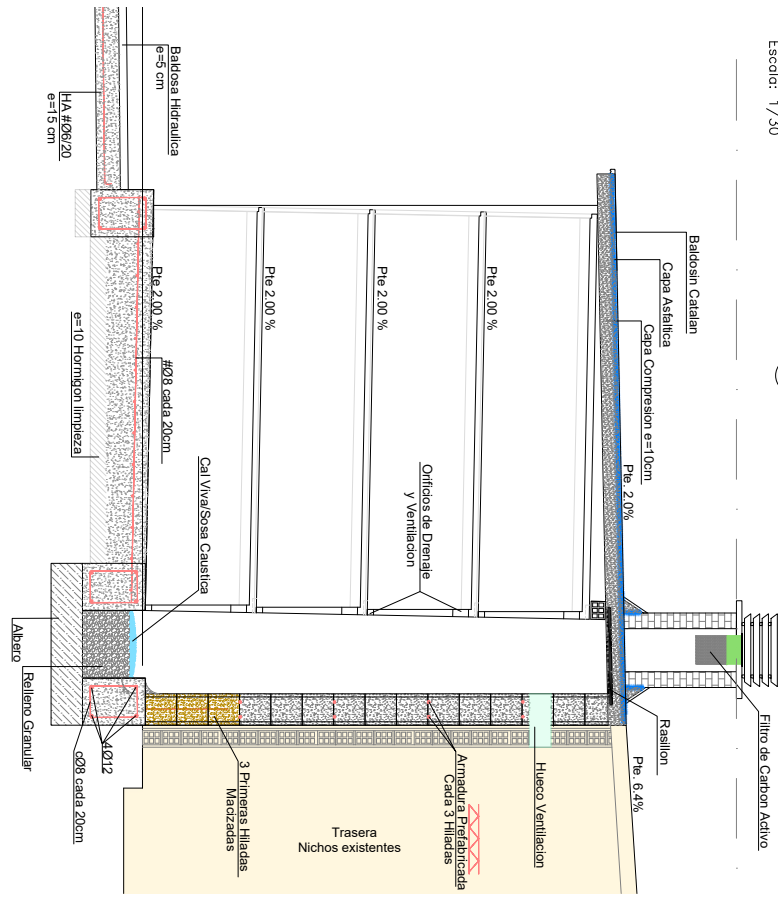 Escala: 1/30
Filtro de Carbon Activo
Baldosin Catalan
Capa Asfaltica
Capa Compresion e=10cm
Pte. 2.0%
Rasillon
Pte. 6.4%
Pte 2.00 %
Pte 2.00 %
Pte 2.00 %
Pte 2.00 %
Orificios de Drenaje
y Ventilacion
Hueco Ventilacion
Armadura Prefabricada
Cada 3 Hiladas
Trasera
Nichos existentes
3 Primeras Hiladas
Macizadas
Cal Viva/Sosa Caustica
#Ø8 cada 20cm
e=10 Hormigon limpieza
Baldosa Hidraulica
e=5 cm
HA #Ø6/20
e=15 cm
4Ø12
cØ8 cada 20cm
Relleno Granular
Albero